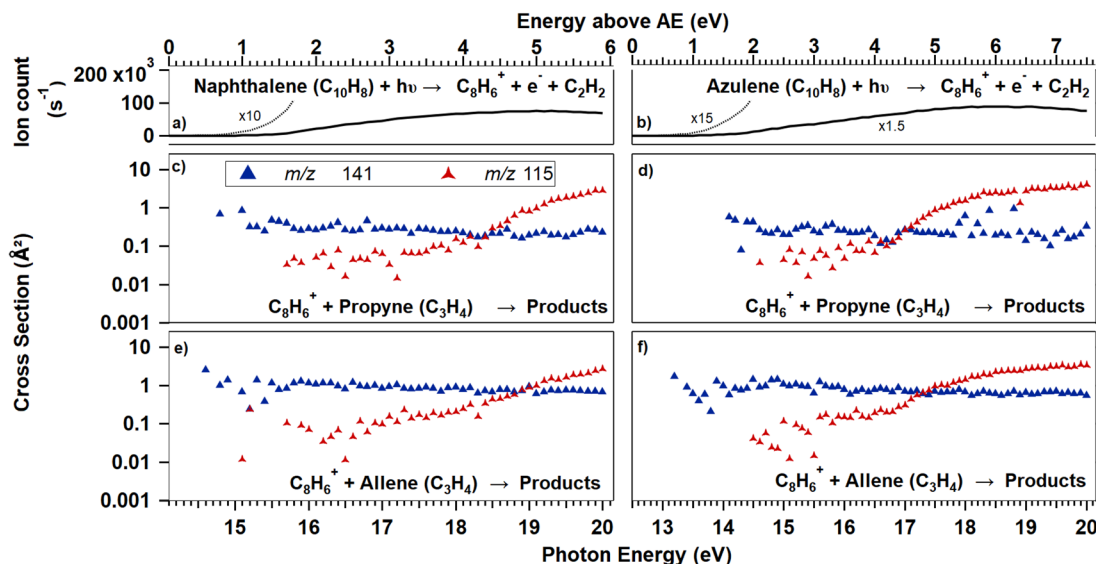 Energy above AE (eV)
0 1 2 3 4 5 6
0 1 2 3 4 5 6 7
Ion count
(s⁻¹)
200 x10³
100
0
Naphthalene (C₁₀H₈) + hυ → C₈H₆⁺ + e⁻ + C₂H₂
x10
a)
Azulene (C₁₀H₈) + hυ → C₈H₆⁺ + e⁻ + C₂H₂
x15
x1.5
b)
Cross Section (Å²)
c)
m/z 141
m/z 115
10
1
0.1
0.01
0.001
C₈H₆⁺ + Propyne (C₃H₄) → Products
d)
C₈H₆⁺ + Propyne (C₃H₄) → Products
e)
10
1
0.1
0.01
0.001
C₈H₆⁺ + Allene (C₃H₄) → Products
f)
C₈H₆⁺ + Allene (C₃H₄) → Products
15 16 17 18 19 20
13 14 15 16 17 18 19 20
Photon Energy (eV)